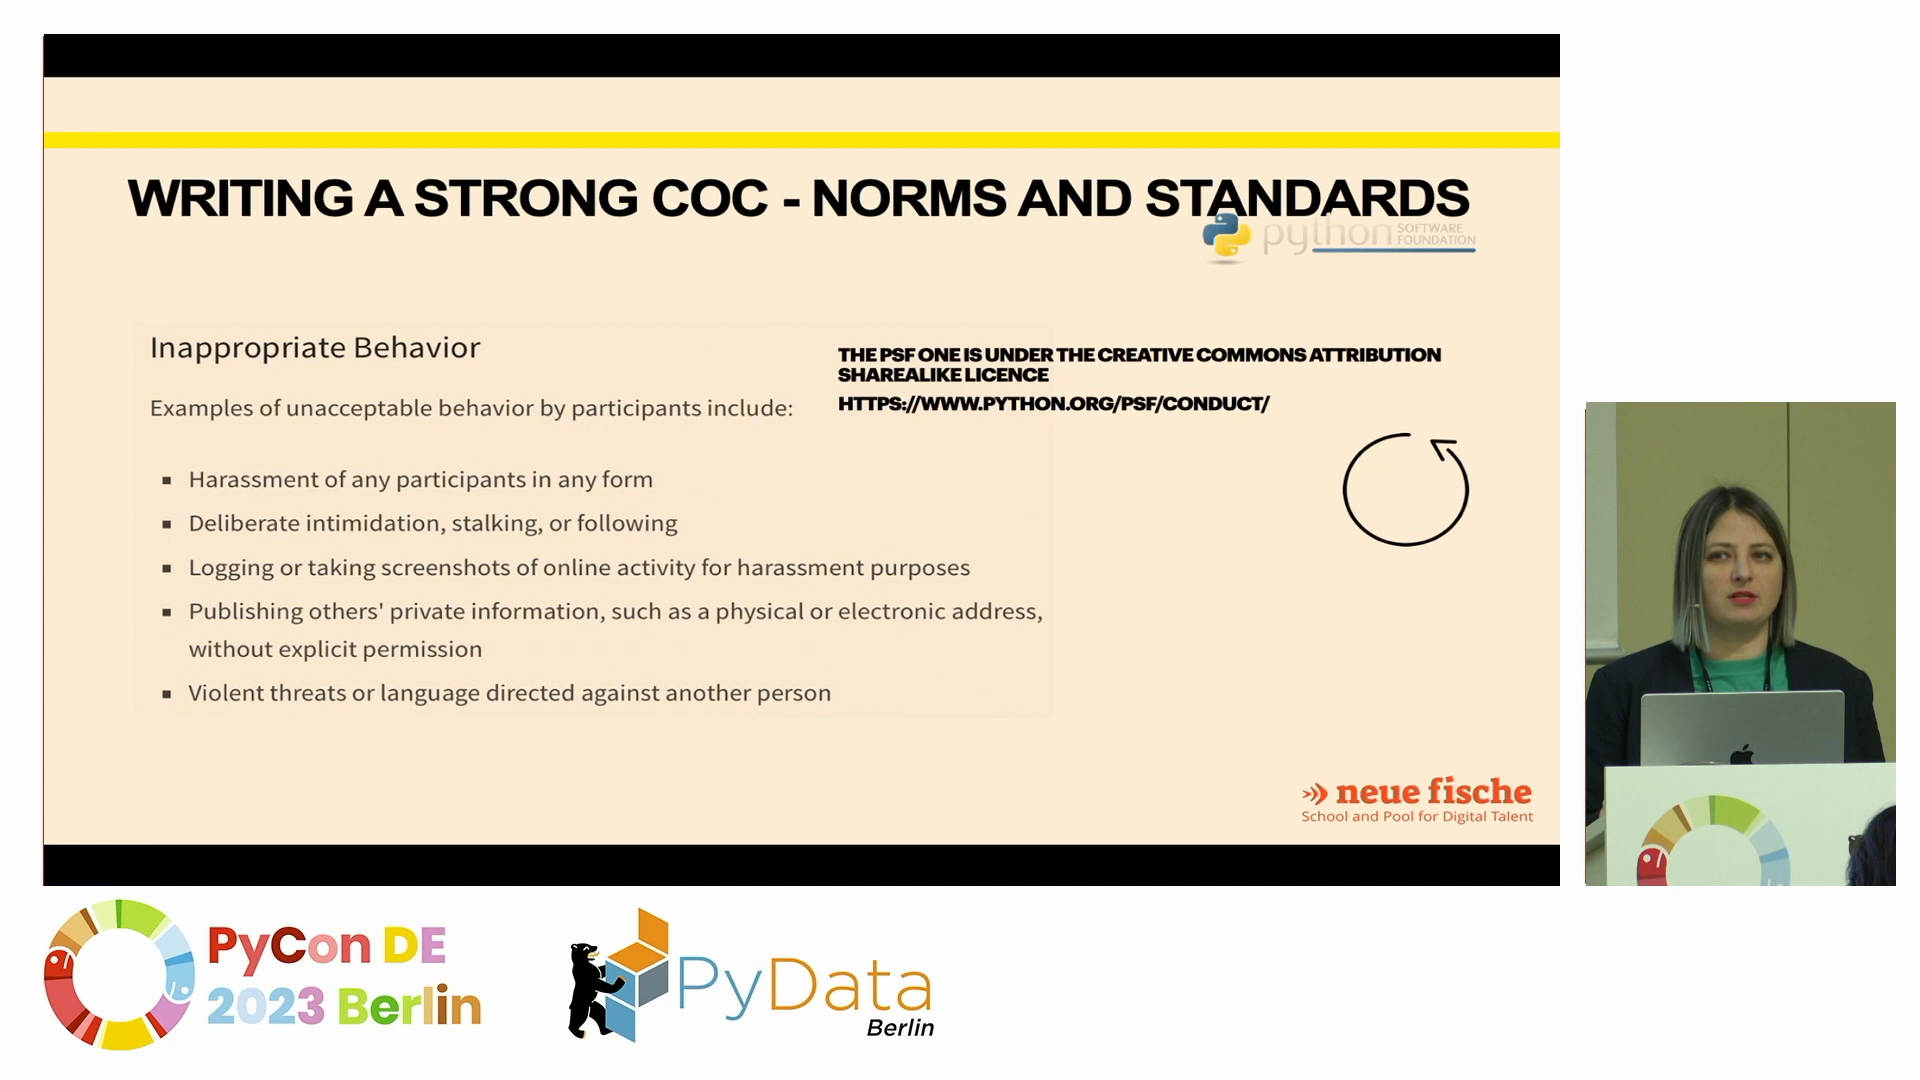 WRITING A STRONG COC - NORMS AND STANDARDS
python SOFTWARE
FOUNDATION
Inappropriate Behavior
Examples of unacceptable behavior by participants include:
▪ Harassment of any participants in any form
▪ Deliberate intimidation, stalking, or following
▪ Logging or taking screenshots of online activity for harassment purposes
▪ Publishing others' private information, such as a physical or electronic address,
without explicit permission
▪ Violent threats or language directed against another person
THE PSF ONE IS UNDER THE CREATIVE COMMONS ATTRIBUTION
SHAREALIKE LICENCE
HTTPS://WWW.PYTHON.ORG/PSF/CONDUCT/
neue fische
School and Pool for Digital Talent
PyCon DE
2023 Berlin
PyData
Berlin